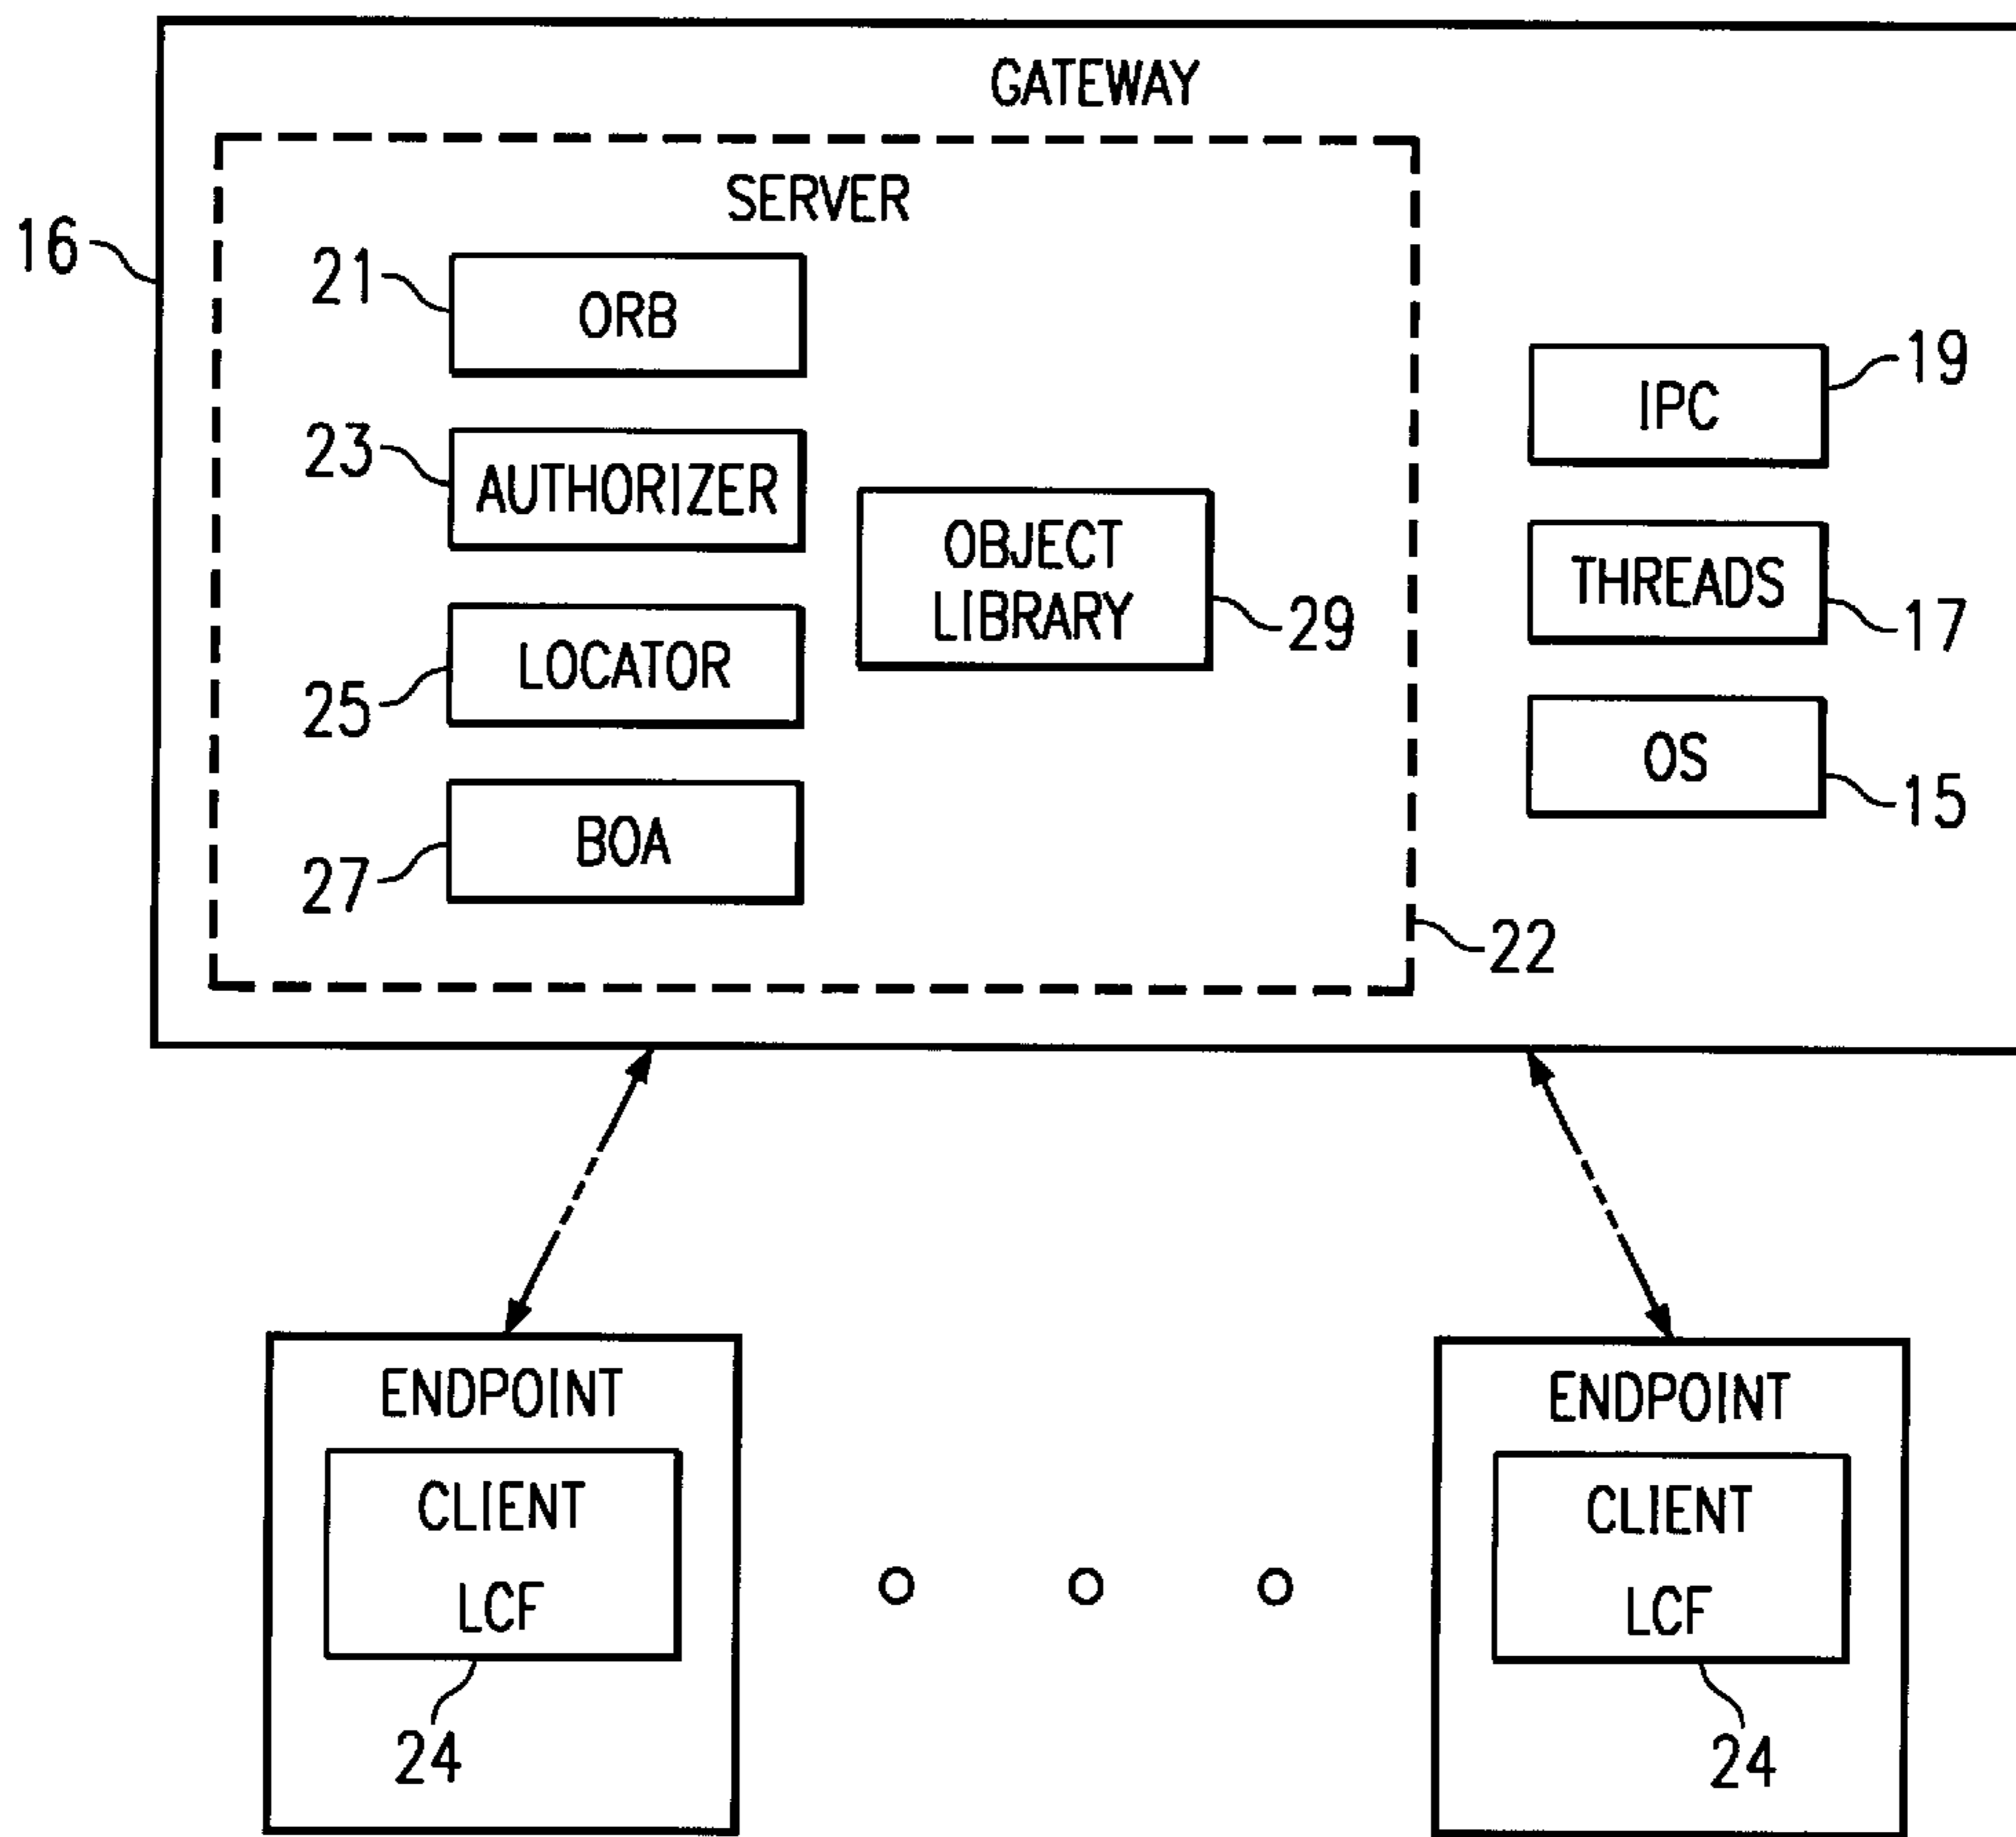 GATEWAY
SERVER
16
21
ORB
19
IPC
23
AUTHORIZER
OBJECT
LIBRARY
29
THREADS
17
25
LOCATOR
OS
15
27
BOA
22
ENDPOINT
CLIENT
LCF
24
ENDPOINT
CLIENT
LCF
24